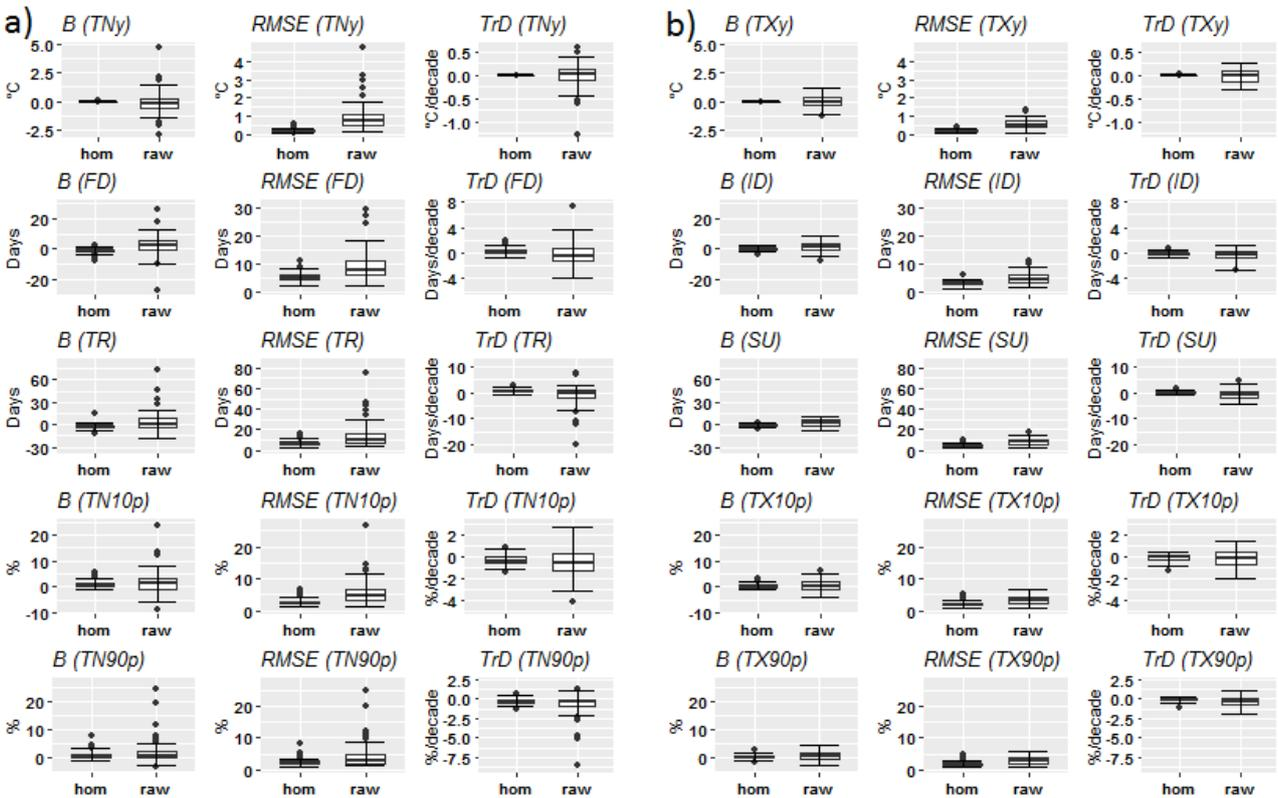 a)
B (TNy)
ºC
5.0
2.5
0.0
-2.5
hom raw
RMSE (TNy)
ºC
4
3
2
1
0
hom raw
TrD (TNy)
ºC/decade
0.5
0.0
-0.5
-1.0
hom raw
b)
B (TXy)
ºC
5.0
2.5
0.0
-2.5
hom raw
RMSE (TXy)
ºC
4
3
2
1
0
hom raw
TrD (TXy)
ºC/decade
0.5
0.0
-0.5
-1.0
hom raw
B (FD)
Days
20
0
-20
hom raw
RMSE (FD)
Days
30
20
10
0
hom raw
TrD (FD)
Days/decade
8
4
0
-4
hom raw
B (ID)
Days
20
0
-20
hom raw
RMSE (ID)
Days
30
20
10
0
hom raw
TrD (ID)
Days/decade
8
4
0
-4
hom raw
B (TR)
Days
60
30
0
-30
hom raw
RMSE (TR)
Days
80
60
40
20
0
hom raw
TrD (TR)
Days/decade
10
0
-10
-20
hom raw
B (SU)
Days
60
30
0
-30
hom raw
RMSE (SU)
Days
80
60
40
20
0
hom raw
TrD (SU)
Days/decade
10
0
-10
-20
hom raw
B (TN10p)
%
20
10
0
-10
hom raw
RMSE (TN10p)
%
20
10
0
hom raw
TrD (TN10p)
%/decade
2
0
-2
-4
hom raw
B (TX10p)
%
20
10
0
-10
hom raw
RMSE (TX10p)
%
20
10
0
hom raw
TrD (TX10p)
%/decade
2
0
-2
-4
hom raw
B (TN90p)
%
20
10
0
hom raw
RMSE (TN90p)
%
20
10
0
hom raw
TrD (TN90p)
%/decade
2.5
0.0
-2.5
-5.0
-7.5
hom raw
B (TX90p)
%
20
10
0
hom raw
RMSE (TX90p)
%
20
10
0
hom raw
TrD (TX90p)
%/decade
2.5
0.0
-2.5
-5.0
-7.5
hom raw